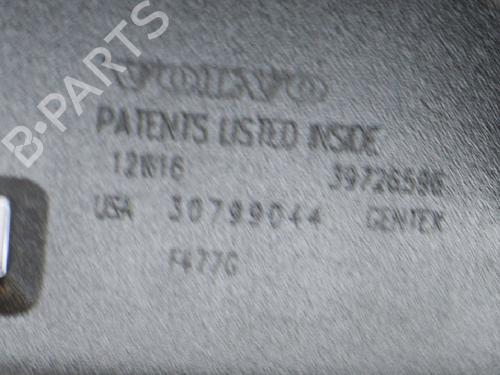 B-PARTS
VOLVO
PATENTS LISTED INSIDE
12W16 39726596
USA 30799044 GENTEX
F477G